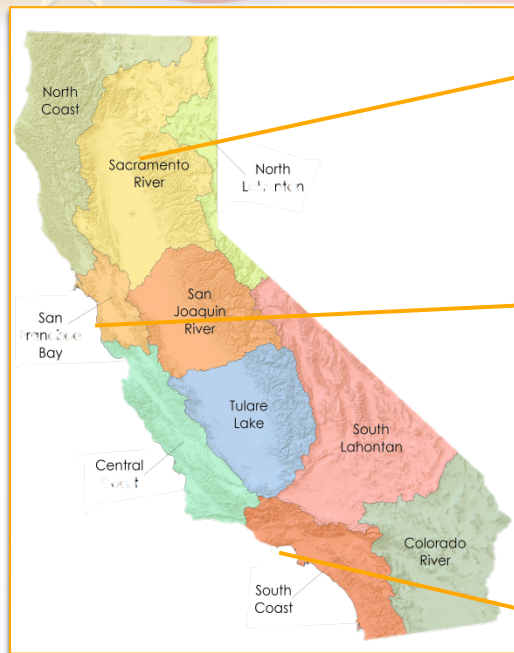 North
Coast
Sacramento
River
North
San
Joaquin
River
San
Bay
Tulare
Lake
South
Lahontan
Central
Colorado
River
South
Coast